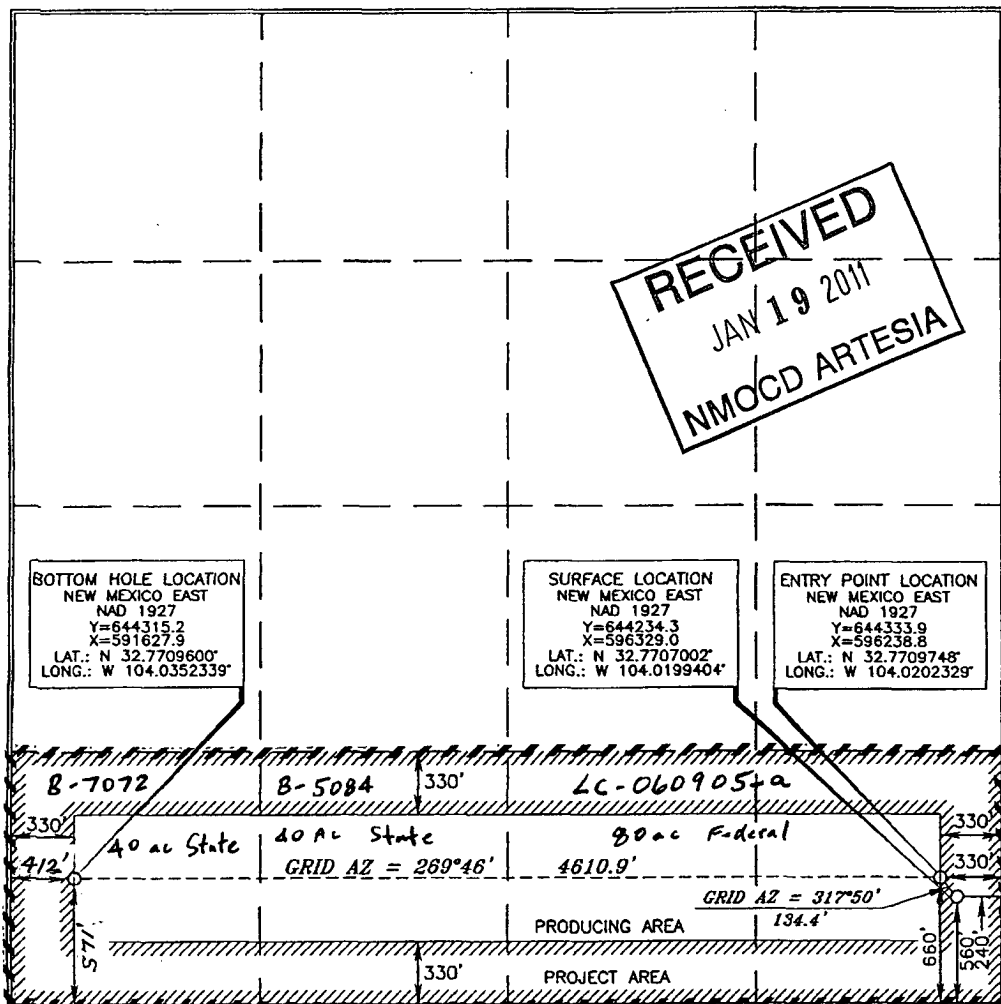 RECEIVED
JAN 19 2011
NMOCD ARTESIA
BOTTOM HOLE LOCATION
NEW MEXICO EAST
NAD 1927
Y=644315.2
X=591627.9
LAT.: N 32.7709600°
LONG.: W 104.0352339°
SURFACE LOCATION
NEW MEXICO EAST
NAD 1927
Y=644234.3
X=596329.0
LAT.: N 32.7707002°
LONG.: W 104.0199404°
ENTRY POINT LOCATION
NEW MEXICO EAST
NAD 1927
Y=644333.9
X=596238.8
LAT.: N 32.7709748°
LONG.: W 104.0202329°
B-7072 B-5084 330' LC-060905-a
330' 330'
40 ac State 40 Ac State 80 ac Federal
412' GRID AZ = 269°46' 4610.9' 330'
GRID AZ = 317°50'
134.4'
PRODUCING AREA
671.5 660' 560' 240'
330' PROJECT AREA